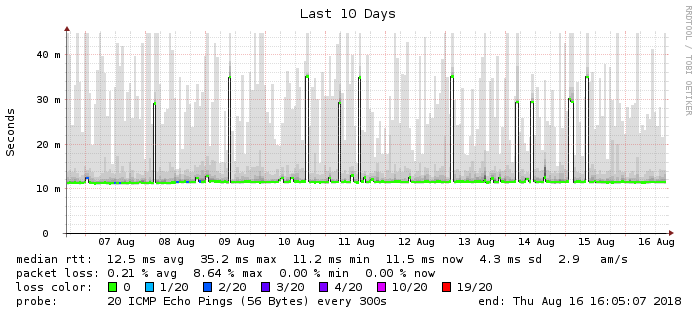 Last 10 Days
RRDTOOL / TOBI OETIKER
Seconds
40 m
30 m
20 m
10 m
0
07 Aug 08 Aug 09 Aug 10 Aug 11 Aug 12 Aug 13 Aug 14 Aug 15 Aug 16 Aug
median rtt: 12.5 ms avg 35.2 ms max 11.2 ms min 11.5 ms now 4.3 ms sd 2.9 am/s
packet loss: 0.21 % avg 8.64 % max 0.00 % min 0.00 % now
loss color: 0 1/20 2/20 3/20 4/20 10/20 19/20
probe: 20 ICMP Echo Pings (56 Bytes) every 300s end: Thu Aug 16 16:05:07 2018